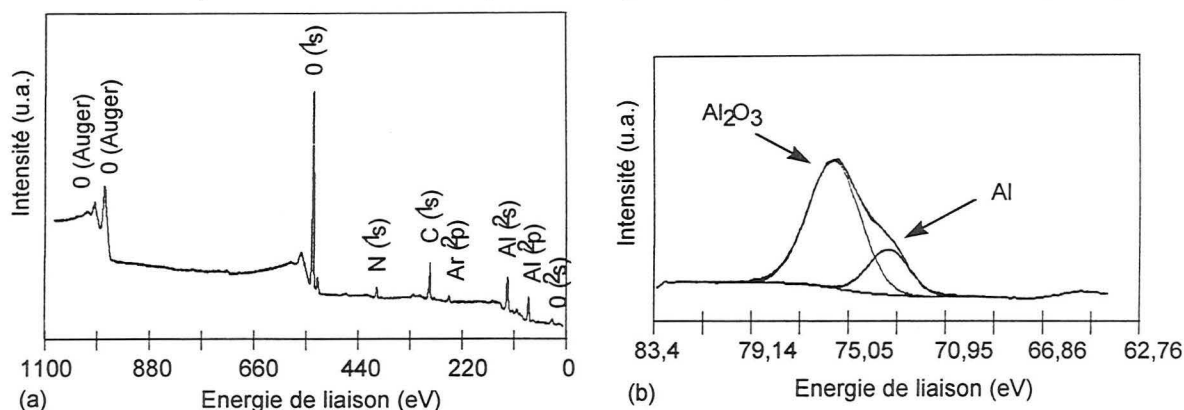 Intensité (u.a.)
0 (Auger)
0 (Auger)
0 (1s)
N (1s)
C (1s)
Ar (2p)
Al (2s)
Al (2p)
0 (2s)
1100 880 660 440 220 0
(a) Energie de liaison (eV)
Intensité (u.a.)
Al2O3
Al
83,4 79,14 75,05 70,95 66,86 62,76
(b) Energie de liaison (eV)